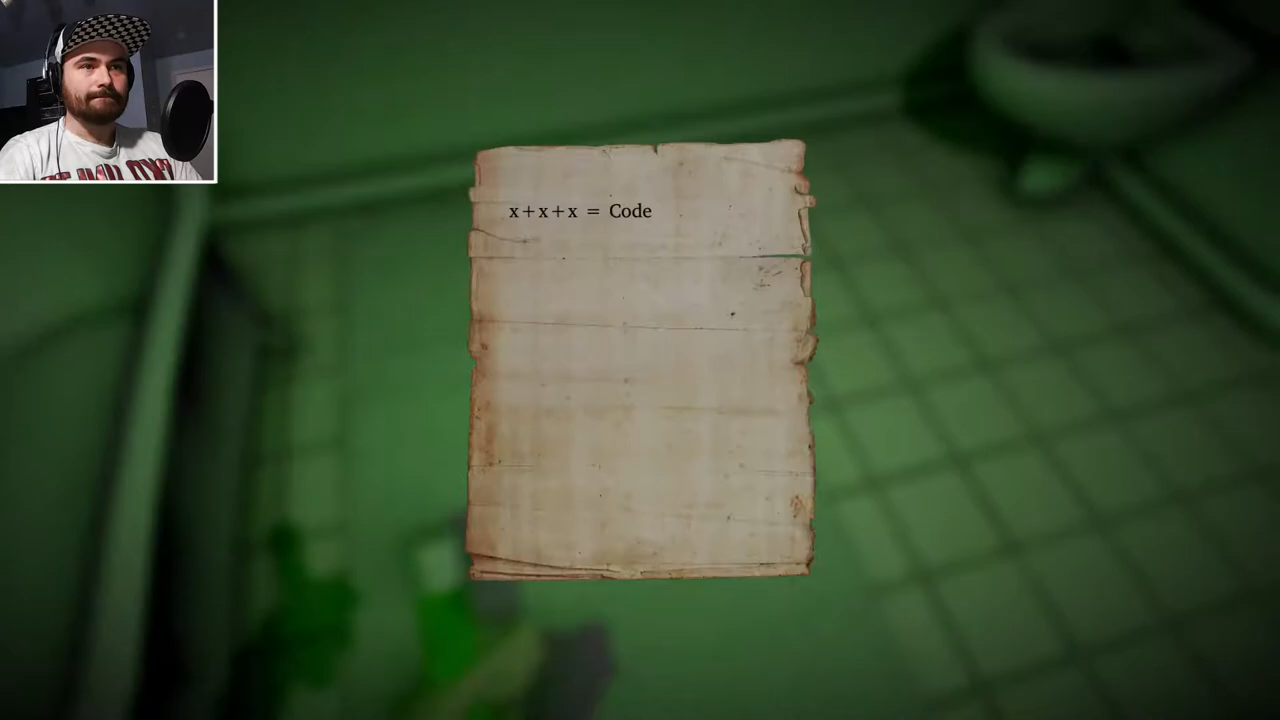 x+x+x = Code